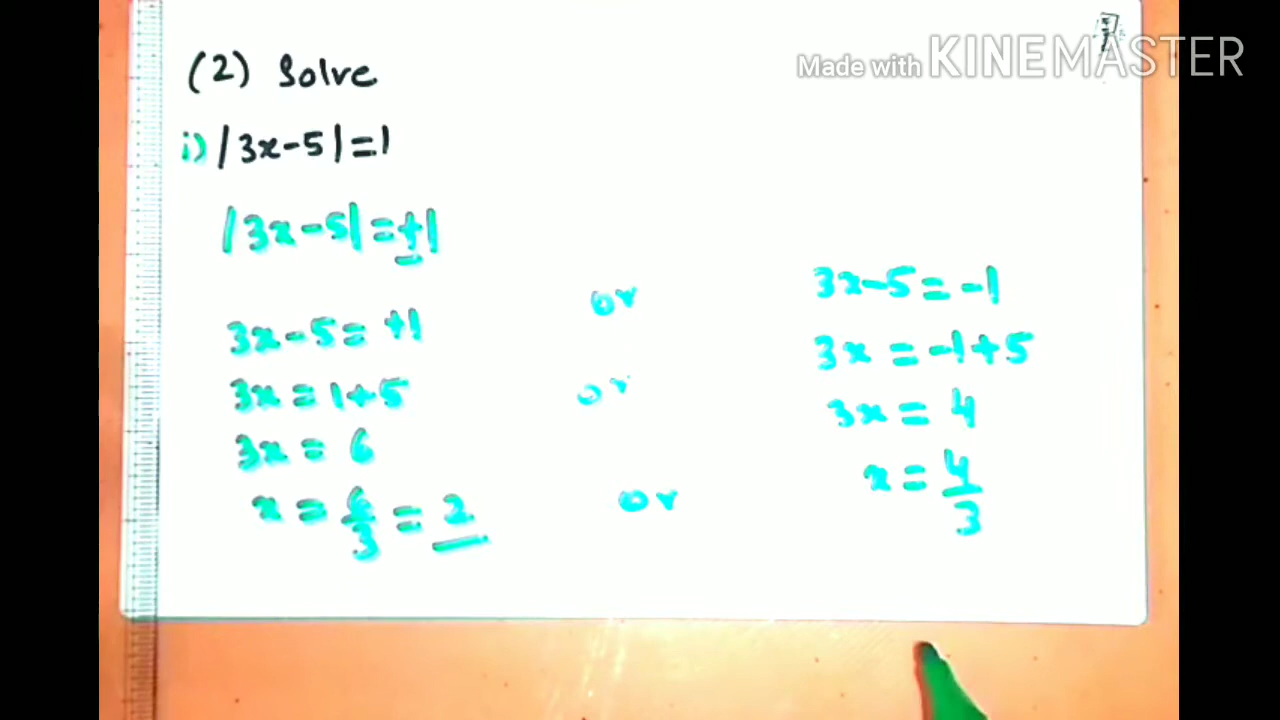 Made with KINEMASTER
(2) Solve
i) |3x-5|=1
|3x-5|=±1
3x-5=+1 or 3x-5=-1
3x=1+5 or 3x=-1+5
3x=6 3x=4
x=6/3=2 or x=4/3